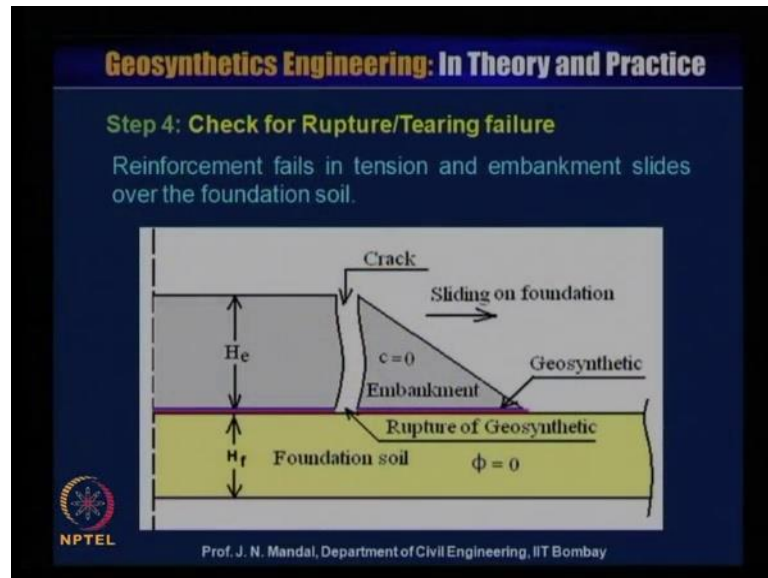 Geosynthetics Engineering: In Theory and Practice
Step 4: Check for Rupture/Tearing failure
Reinforcement fails in tension and embankment slides
over the foundation soil.
Crack
Sliding on foundation
He
c = 0
Geosynthetic
Embankment
Rupture of Geosynthetic
Hf
Foundation soil
ϕ = 0
NPTEL
Prof. J. N. Mandal, Department of Civil Engineering, IIT Bombay